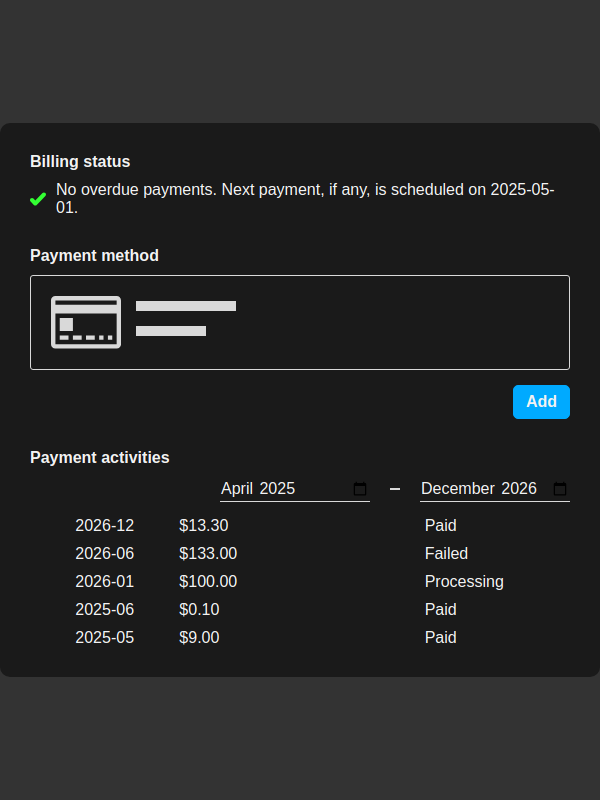 Billing status
No overdue payments. Next payment, if any, is scheduled on 2025-05-
01.
Payment method
Add
Payment activities
April 2025 – December 2026
2026-12 $13.30 Paid
2026-06 $133.00 Failed
2026-01 $100.00 Processing
2025-06 $0.10 Paid
2025-05 $9.00 Paid